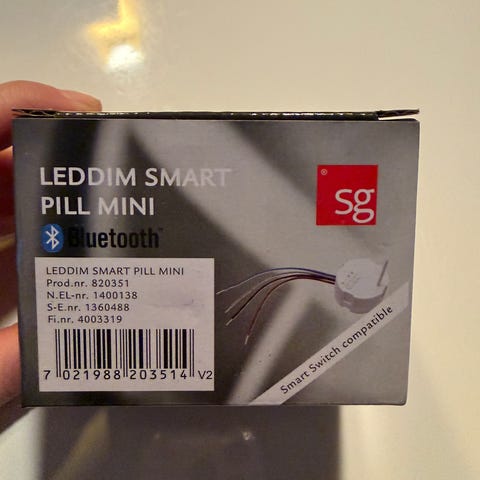 LEDDIM SMART
PILL MINI
® sg
Bluetooth™
LEDDIM SMART PILL MINI
Prod.nr. 820351
N.EL-nr. 1400138
S-E.nr. 1360488
Fi.nr. 4003319
7 021988 203514 V2
Smart Switch compatible